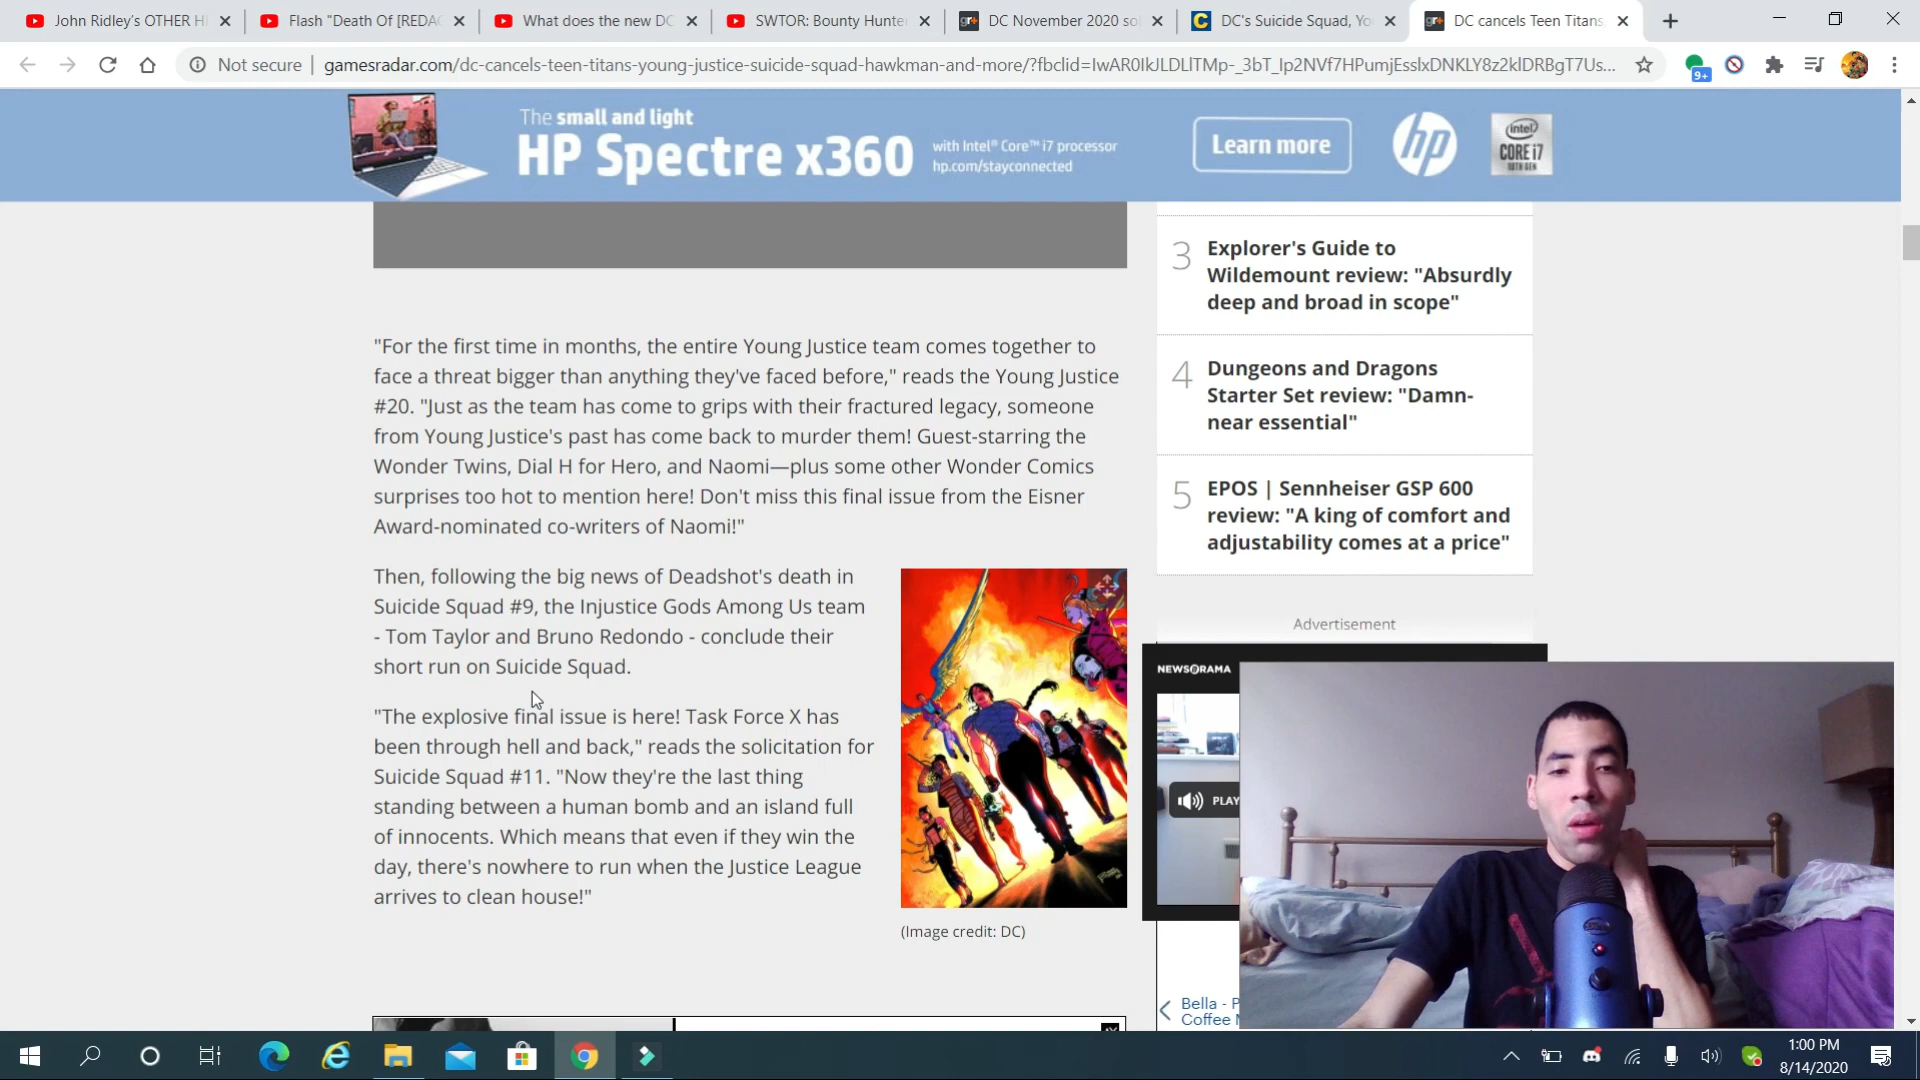 John Ridley's OTHER H
Flash "Death Of [REDAC
What does the new DC
SWTOR: Bounty Hunter
DC November 2020 sol
DC's Suicide Squad, Yo
DC cancels Teen Titans,
Not secure | gamesradar.com/dc-cancels-teen-titans-young-justice-suicide-squad-hawkman-and-more/?fbclid=IwAR0IkJLDLlTMp-_3bT_Ip2NVf7HPumjEsslxDNKLY8z2klDRBgT7Us...
9+
The small and light
HP Spectre x360
with Intel® Core™ i7 processor
hp.com/stayconnected
Learn more
hp
intel
CORE i7
10TH GEN
"For the first time in months, the entire Young Justice team comes together to
face a threat bigger than anything they've faced before," reads the Young Justice
#20. "Just as the team has come to grips with their fractured legacy, someone
from Young Justice's past has come back to murder them! Guest-starring the
Wonder Twins, Dial H for Hero, and Naomi—plus some other Wonder Comics
surprises too hot to mention here! Don't miss this final issue from the Eisner
Award-nominated co-writers of Naomi!"
Then, following the big news of Deadshot's death in
Suicide Squad #9, the Injustice Gods Among Us team
- Tom Taylor and Bruno Redondo - conclude their
short run on Suicide Squad.
"The explosive final issue is here! Task Force X has
been through hell and back," reads the solicitation for
Suicide Squad #11. "Now they're the last thing
standing between a human bomb and an island full
of innocents. Which means that even if they win the
day, there's nowhere to run when the Justice League
arrives to clean house!"
(Image credit: DC)
3
Explorer's Guide to
Wildemount review: "Absurdly
deep and broad in scope"
4
Dungeons and Dragons
Starter Set review: "Damn-
near essential"
5
EPOS | Sennheiser GSP 600
review: "A king of comfort and
adjustability comes at a price"
Advertisement
NEWSARAMA
PLAY
Bella - P
Coffee M
1:00 PM
8/14/2020